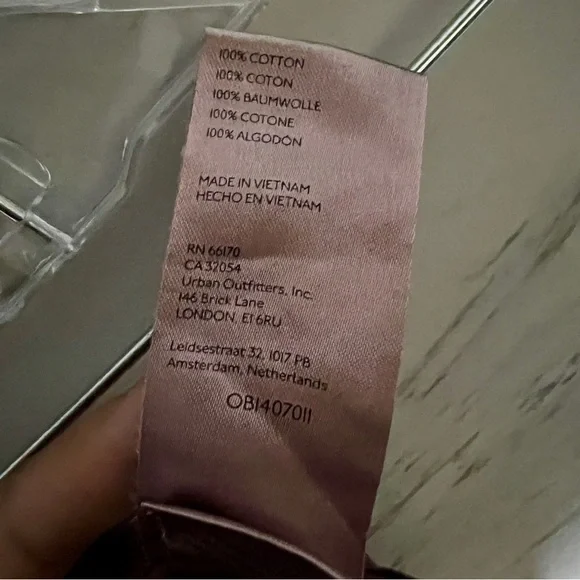 100% COTTON
100% COTON
100% BAUMWOLLE
100% COTONE
100% ALGODÓN
MADE IN VIETNAM
HECHO EN VIETNAM
RN 66170
CA 32054
Urban Outfitters, Inc.
146 Brick Lane
LONDON. E1 6RU
Leidsestraat 32, 1017 PB
Amsterdam, Netherlands
OB1407011